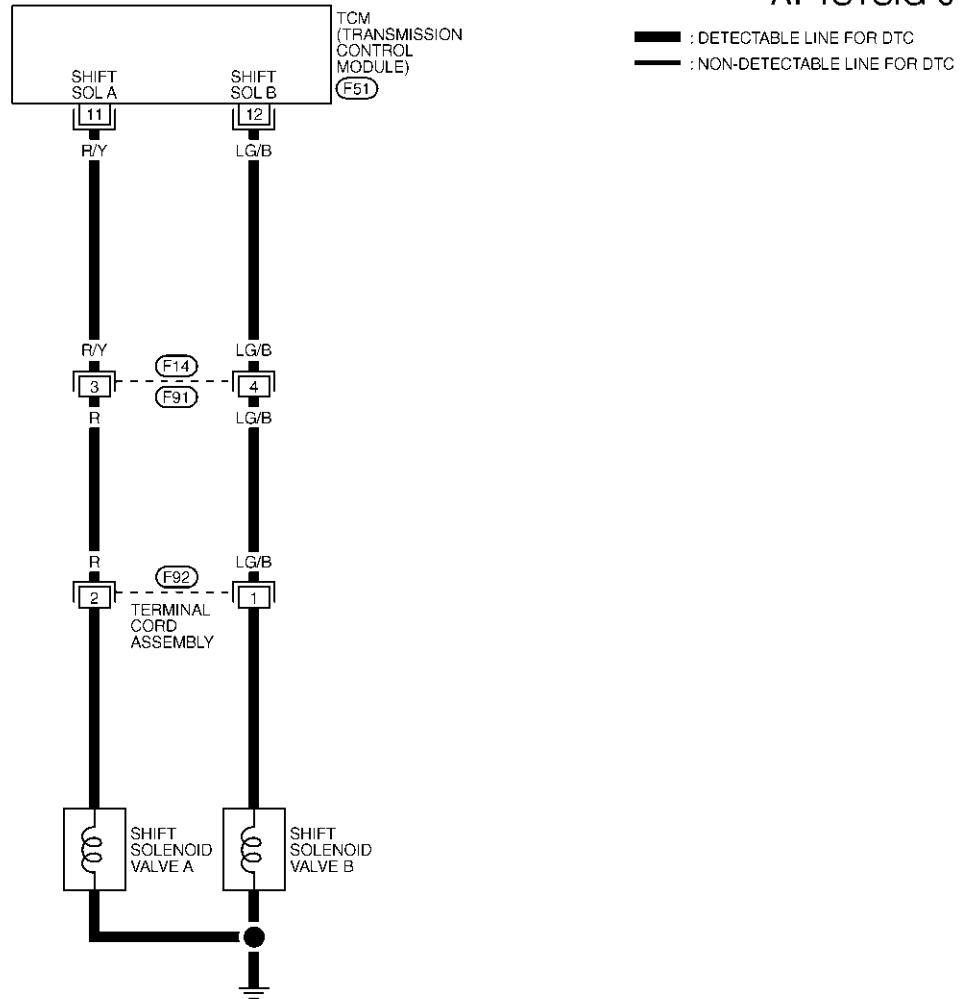 TCM
(TRANSMISSION
CONTROL
MODULE)
F51
: DETECTABLE LINE FOR DTC
: NON-DETECTABLE LINE FOR DTC
SHIFT
SOL A
SHIFT
SOL B
11
12
R/Y
LG/B
R/Y
LG/B
F14
3
4
F91
R
LG/B
R
LG/B
F92
2
1
TERMINAL
CORD
ASSEMBLY
SHIFT
SOLENOID
VALVE A
SHIFT
SOLENOID
VALVE B